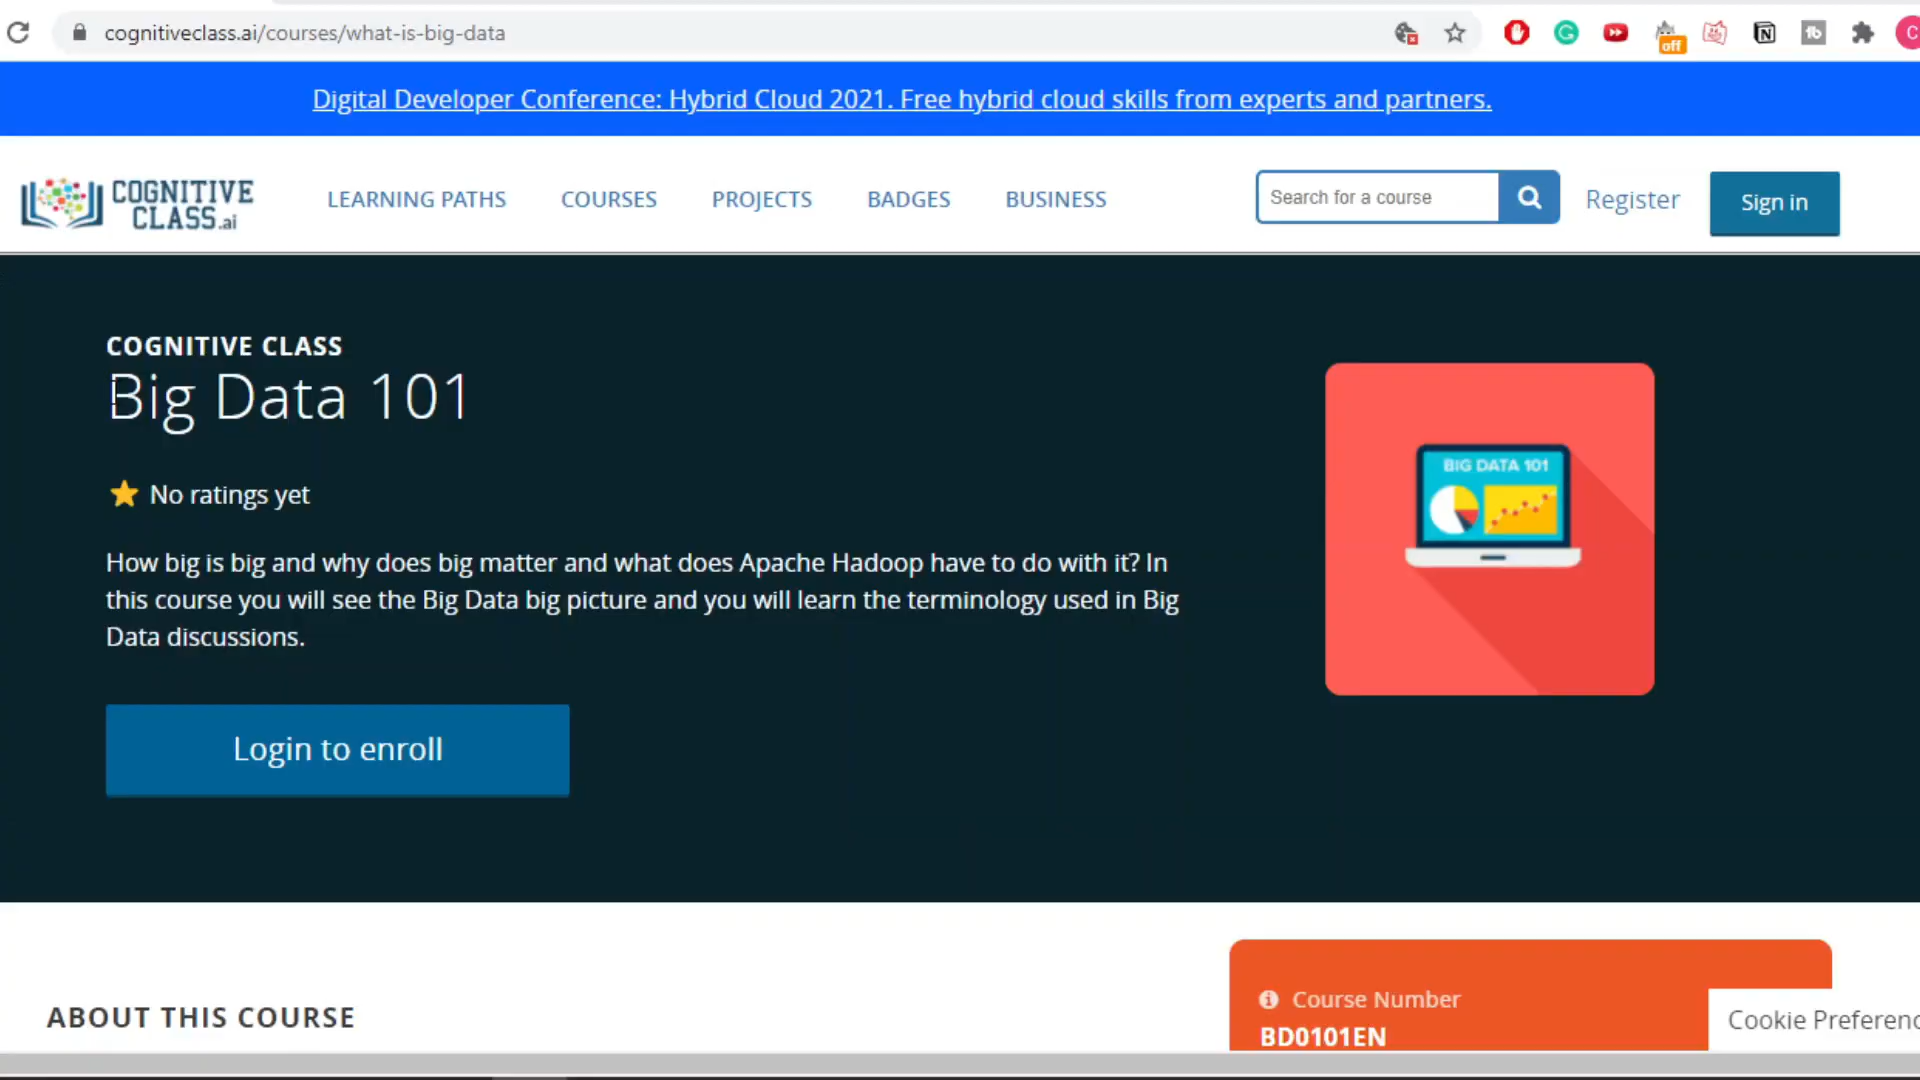 cognitiveclass.ai/courses/what-is-big-data
off
tb
C
Digital Developer Conference: Hybrid Cloud 2021. Free hybrid cloud skills from experts and partners.
COGNITIVE
CLASS.ai
LEARNING PATHS
COURSES
PROJECTS
BADGES
BUSINESS
Search for a course
Register
Sign in
COGNITIVE CLASS
Big Data 101
No ratings yet
How big is big and why does big matter and what does Apache Hadoop have to do with it? In
this course you will see the Big Data big picture and you will learn the terminology used in Big
Data discussions.
Login to enroll
BIG DATA 101
ABOUT THIS COURSE
Course Number
BD0101EN
Cookie Preferenc